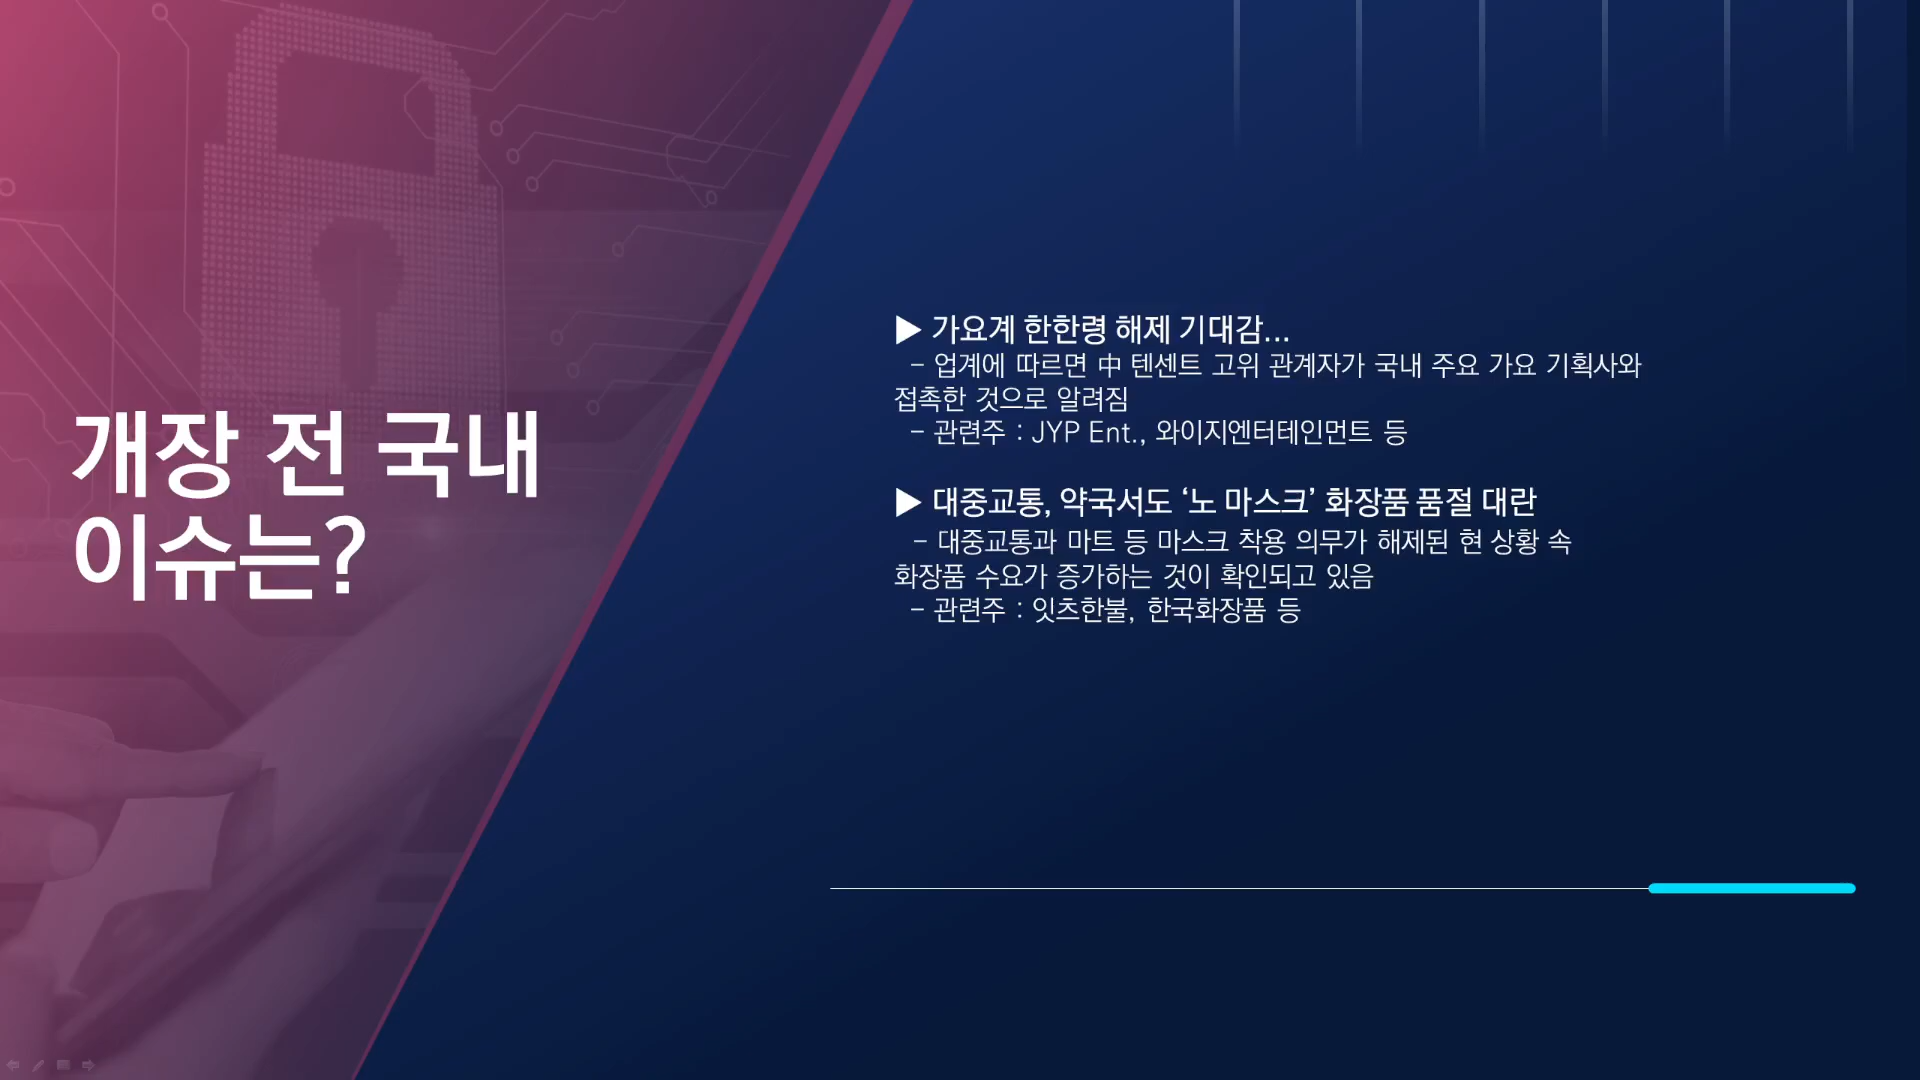 개장 전 국내
이슈는?
▶ 가요계 한한령 해제 기대감...
- 업계에 따르면 中 텐센트 고위 관계자가 국내 주요 가요 기획사와
접촉한 것으로 알려짐
- 관련주 : JYP Ent., 와이지엔터테인먼트 등
▶ 대중교통, 약국서도 ‘노 마스크’ 화장품 품절 대란
- 대중교통과 마트 등 마스크 착용 의무가 해제된 현 상황 속
화장품 수요가 증가하는 것이 확인되고 있음
- 관련주 : 잇츠한불, 한국화장품 등